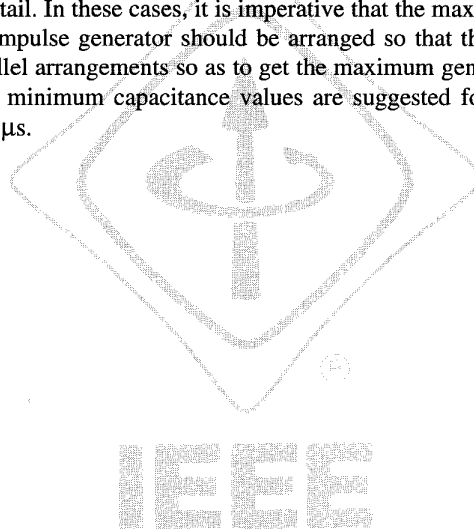 tail. In these cases, it is imperative that the max
mpulse generator should be arranged so that th
llel arrangements so as to get the maximum gen
minimum capacitance values are suggested fo
μs.
IEEE